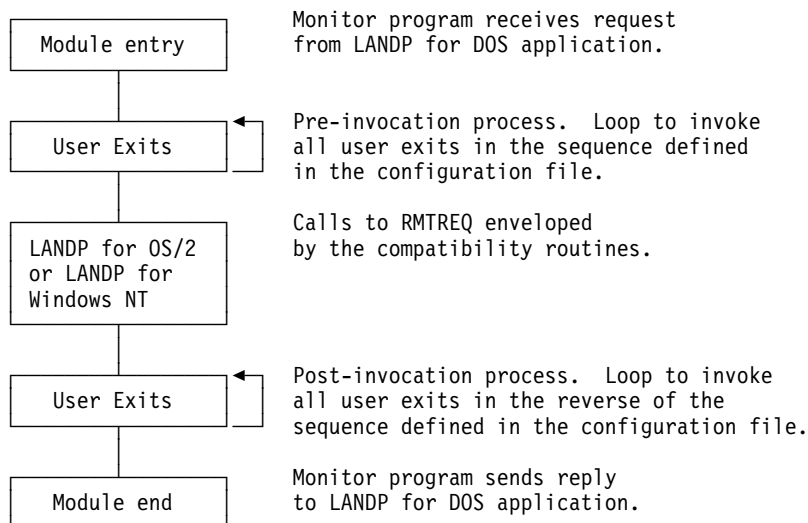 Module entry
Monitor program receives request
from LANDP for DOS application.
User Exits
Pre-invocation process. Loop to invoke
all user exits in the sequence defined
in the configuration file.
LANDP for OS/2
or LANDP for
Windows NT
Calls to RMTREQ enveloped
by the compatibility routines.
User Exits
Post-invocation process. Loop to invoke
all user exits in the reverse of the
sequence defined in the configuration file.
Module end
Monitor program sends reply
to LANDP for DOS application.